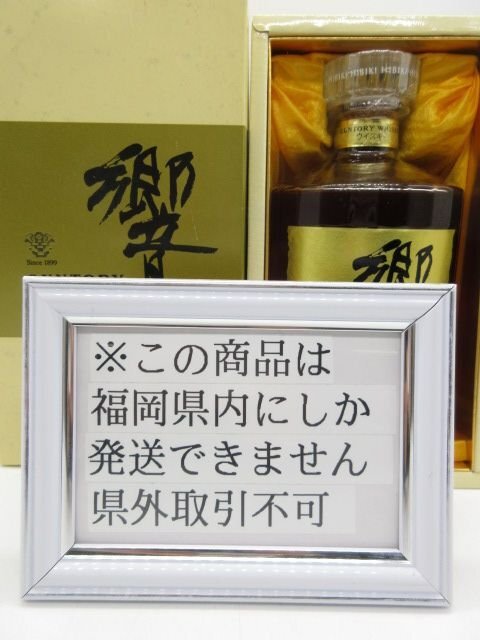 響
Since 1899
SUNTORY
HIBIKI HIBIKI
SUNTORY WHISKY
ウイスキー
響
※この商品は
福岡県内にしか
発送できません
県外取引不可